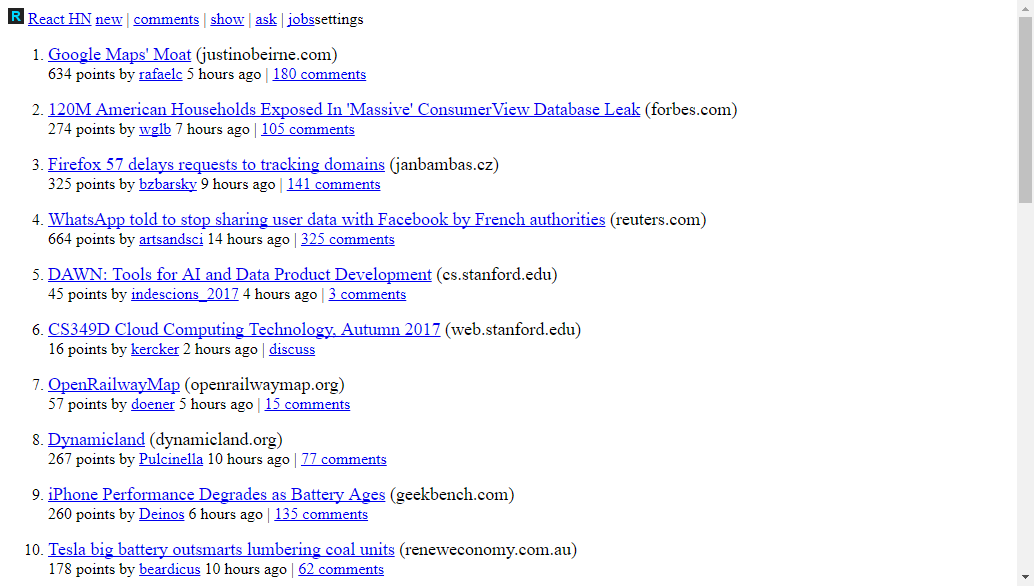 R React HN new | comments | show | ask | jobssettings
1. Google Maps' Moat (justinobeirne.com)
634 points by rafaelc 5 hours ago | 180 comments
2. 120M American Households Exposed In 'Massive' ConsumerView Database Leak (forbes.com)
274 points by wglb 7 hours ago | 105 comments
3. Firefox 57 delays requests to tracking domains (janbambas.cz)
325 points by bzbarsky 9 hours ago | 141 comments
4. WhatsApp told to stop sharing user data with Facebook by French authorities (reuters.com)
664 points by artsandsci 14 hours ago | 325 comments
5. DAWN: Tools for AI and Data Product Development (cs.stanford.edu)
45 points by indescions_2017 4 hours ago | 3 comments
6. CS349D Cloud Computing Technology, Autumn 2017 (web.stanford.edu)
16 points by kercker 2 hours ago | discuss
7. OpenRailwayMap (openrailwaymap.org)
57 points by doener 5 hours ago | 15 comments
8. Dynamicland (dynamicland.org)
267 points by Pulcinella 10 hours ago | 77 comments
9. iPhone Performance Degrades as Battery Ages (geekbench.com)
260 points by Deinos 6 hours ago | 135 comments
10. Tesla big battery outsmarts lumbering coal units (reneweconomy.com.au)
178 points by beardicus 10 hours ago | 62 comments